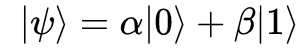 |ψ⟩ = α|0⟩ + β|1⟩